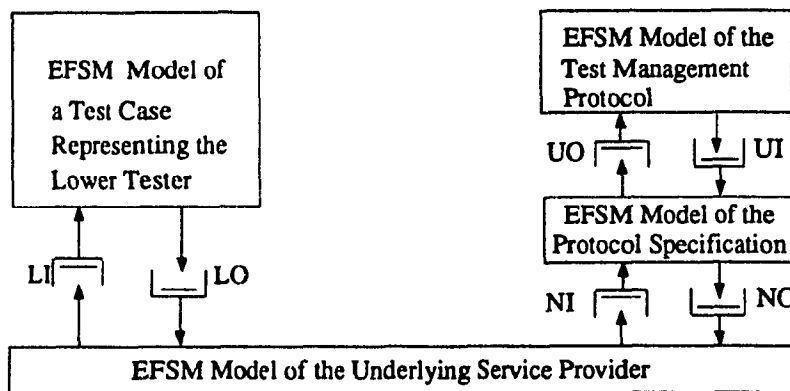 EFSM Model of
a Test Case
Representing the
Lower Tester
EFSM Model of the
Test Management
Protocol
UO
UI
EFSM Model of the
Protocol Specification
LI
LO
NI
NO
EFSM Model of the Underlying Service Provider